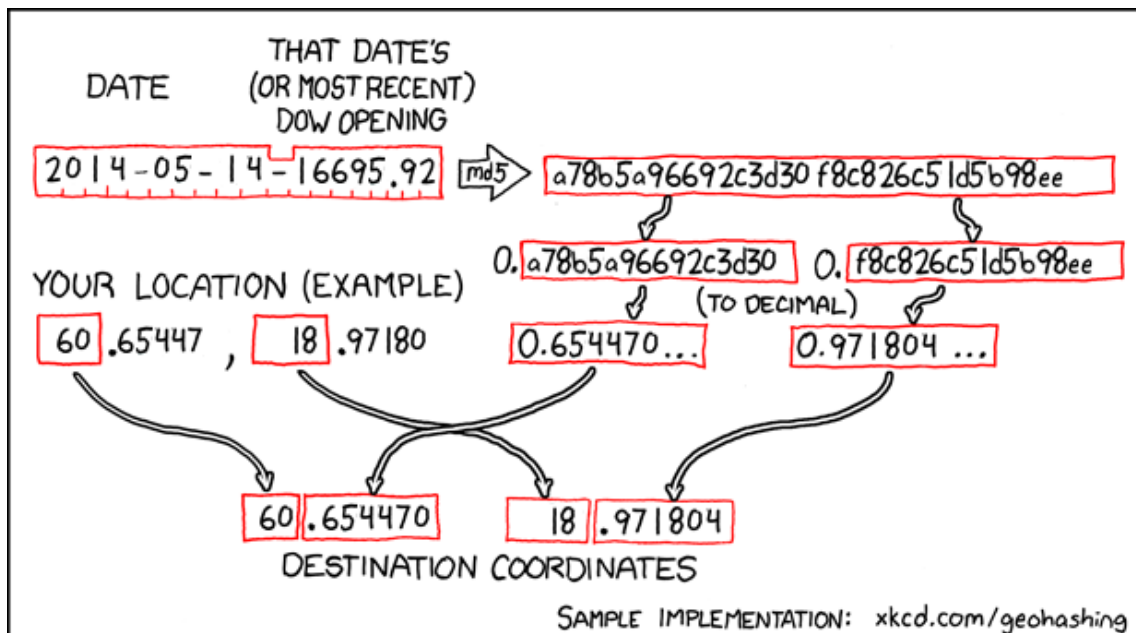 DATE
THAT DATE'S
(OR MOST RECENT)
DOW OPENING
2014-05-14-16695.92
md5
a78b5a96692c3d30f8c826c51d5b98ee
0.a78b5a96692c3d30
0.f8c826c51d5b98ee
(TO DECIMAL)
0.654470...
0.971804...
YOUR LOCATION (EXAMPLE)
60.65447, 18.97180
60.654470 18.971804
DESTINATION COORDINATES
SAMPLE IMPLEMENTATION: xkcd.com/geohashing